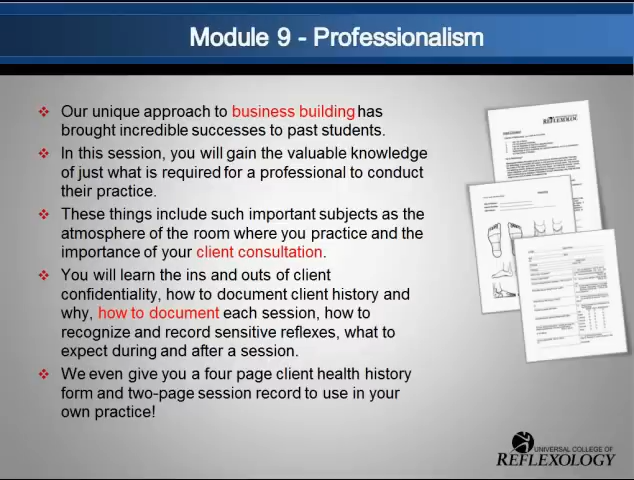 Module 9 - Professionalism
Our unique approach to business building has
brought incredible successes to past students.
In this session, you will gain the valuable knowledge
of just what is required for a professional to conduct
their practice.
These things include such important subjects as the
atmosphere of the room where you practice and the
importance of your client consultation.
You will learn the ins and outs of client
confidentiality, how to document client history and
why, how to document each session, how to
recognize and record sensitive reflexes, what to
expect during and after a session.
We even give you a four page client health history
form and two-page session record to use in your
own practice!
REFLEXOLOGY
UNIVERSAL COLLEGE OF
REFLEXOLOGY